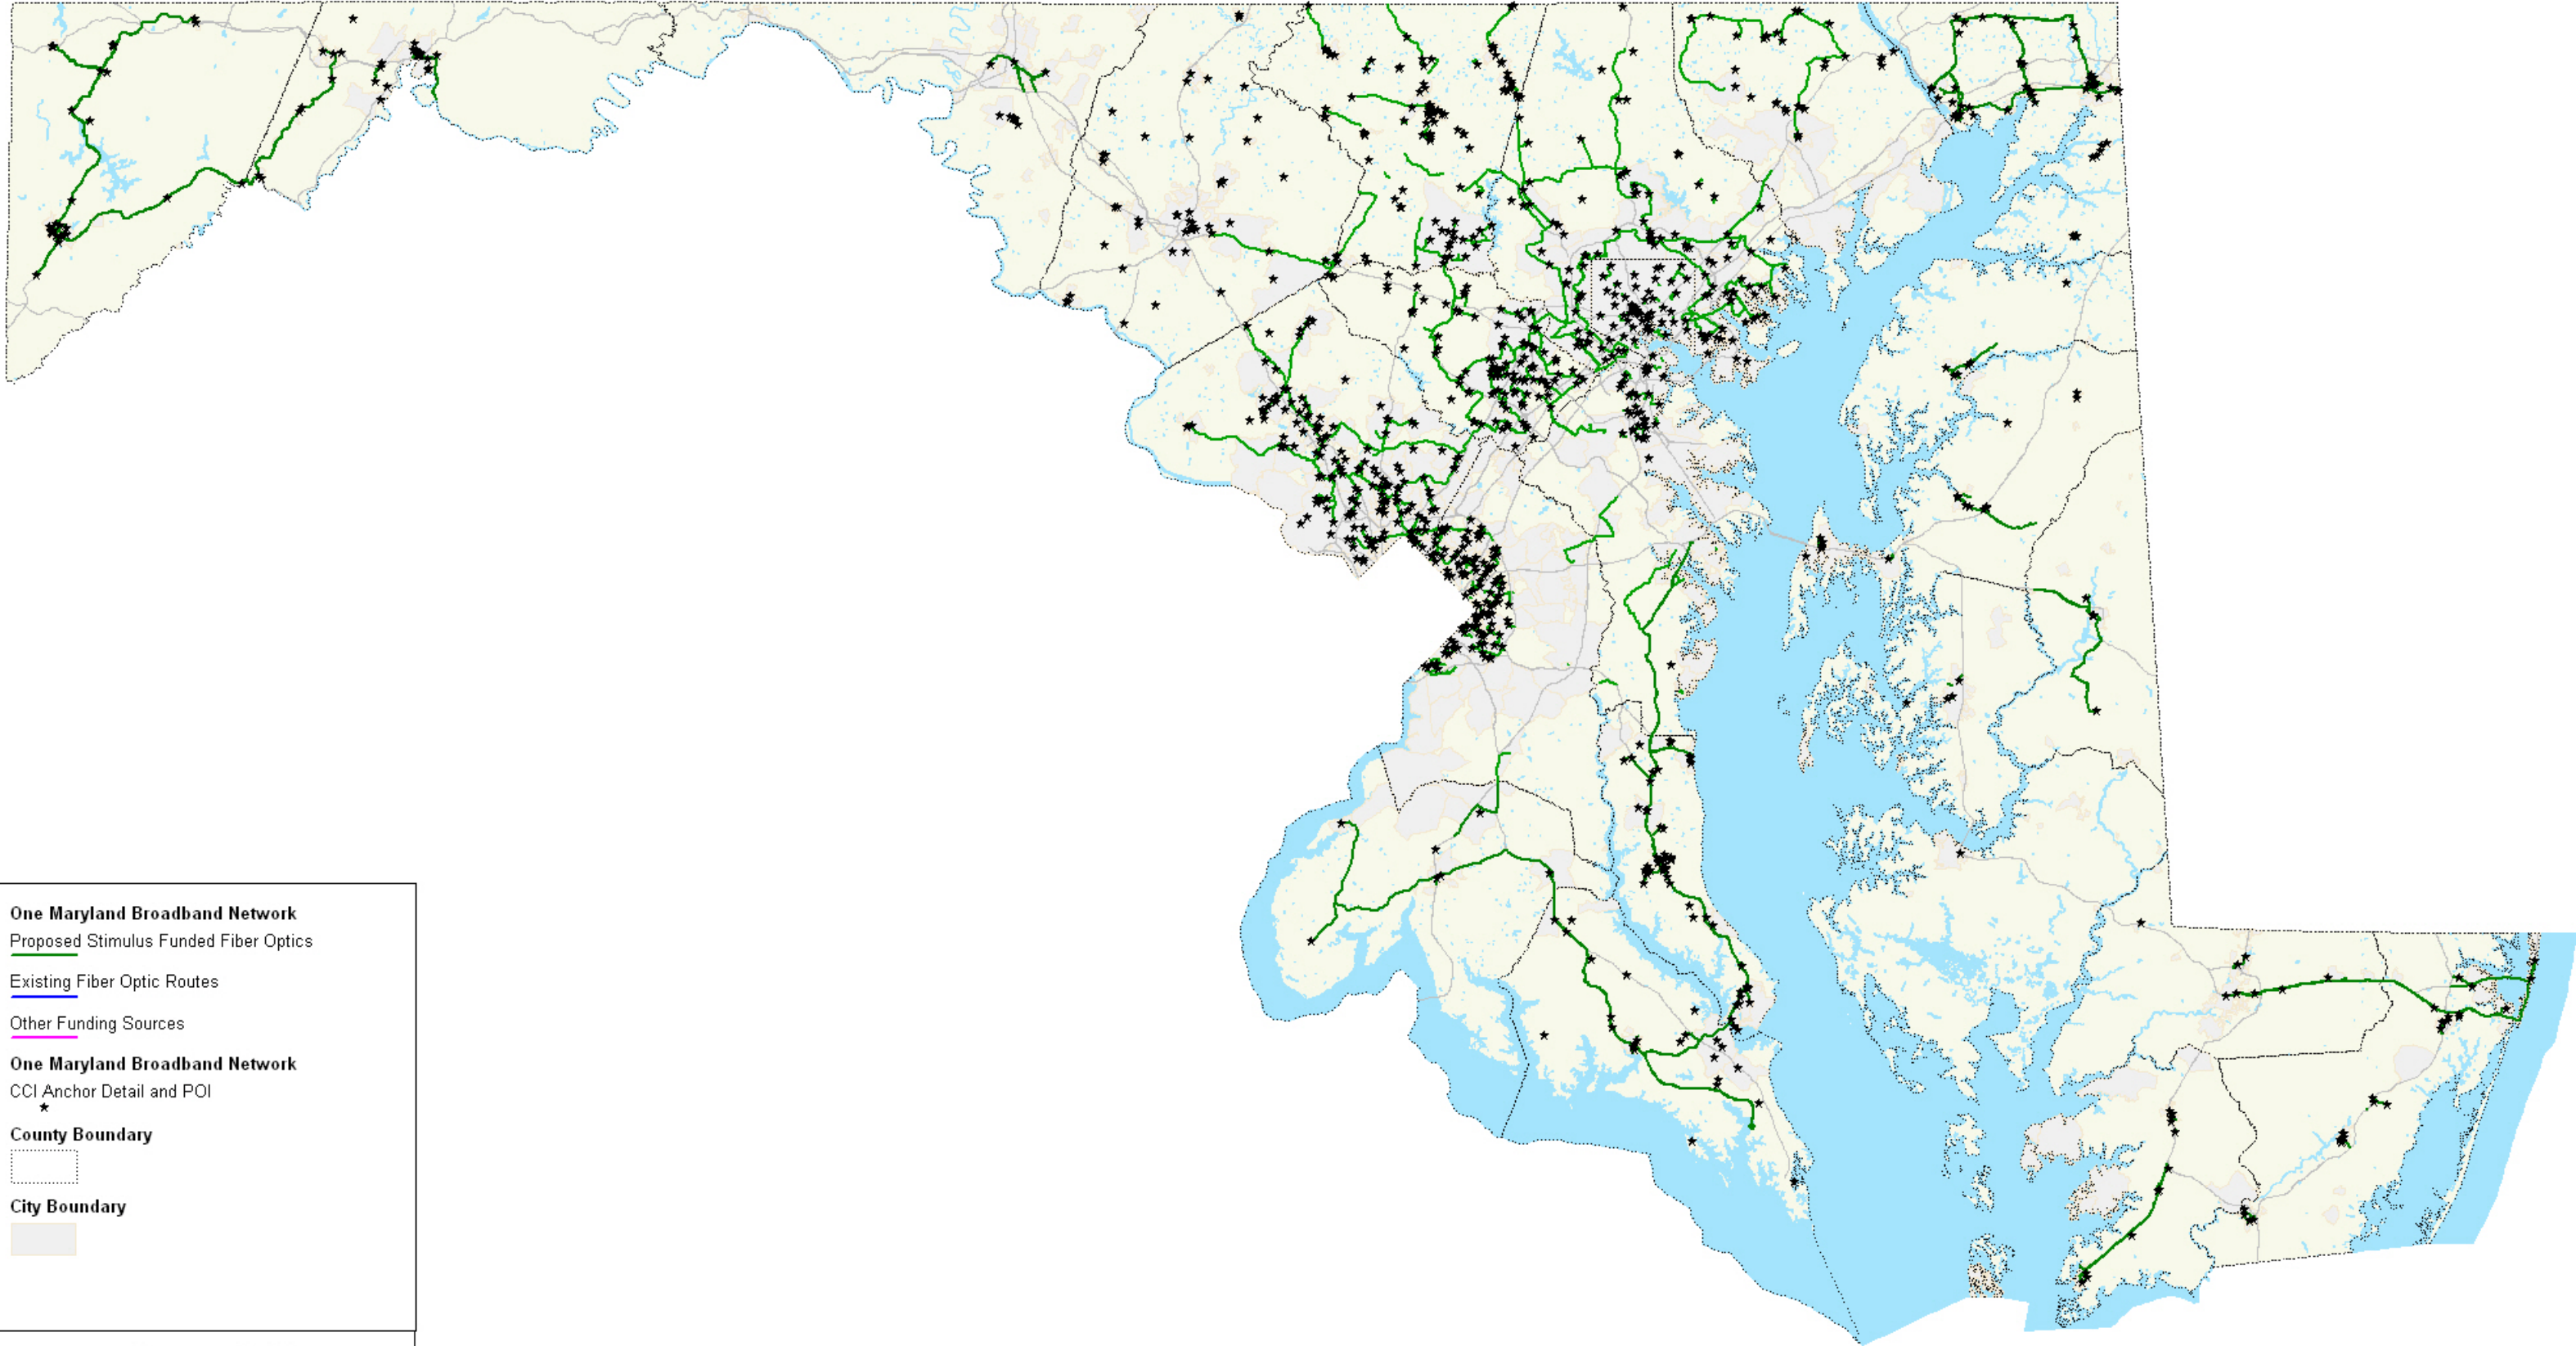 One Maryland Broadband Network
Proposed Stimulus Funded Fiber Optics
Existing Fiber Optic Routes
Other Funding Sources
One Maryland Broadband Network
CCI Anchor Detail and POI
County Boundary
City Boundary